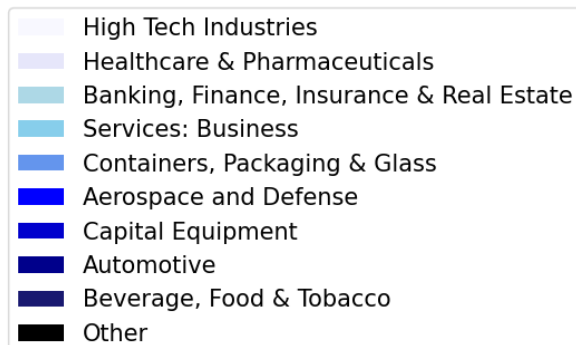 High Tech Industries
Healthcare & Pharmaceuticals
Banking, Finance, Insurance & Real Estate
Services: Business
Containers, Packaging & Glass
Aerospace and Defense
Capital Equipment
Automotive
Beverage, Food & Tobacco
Other